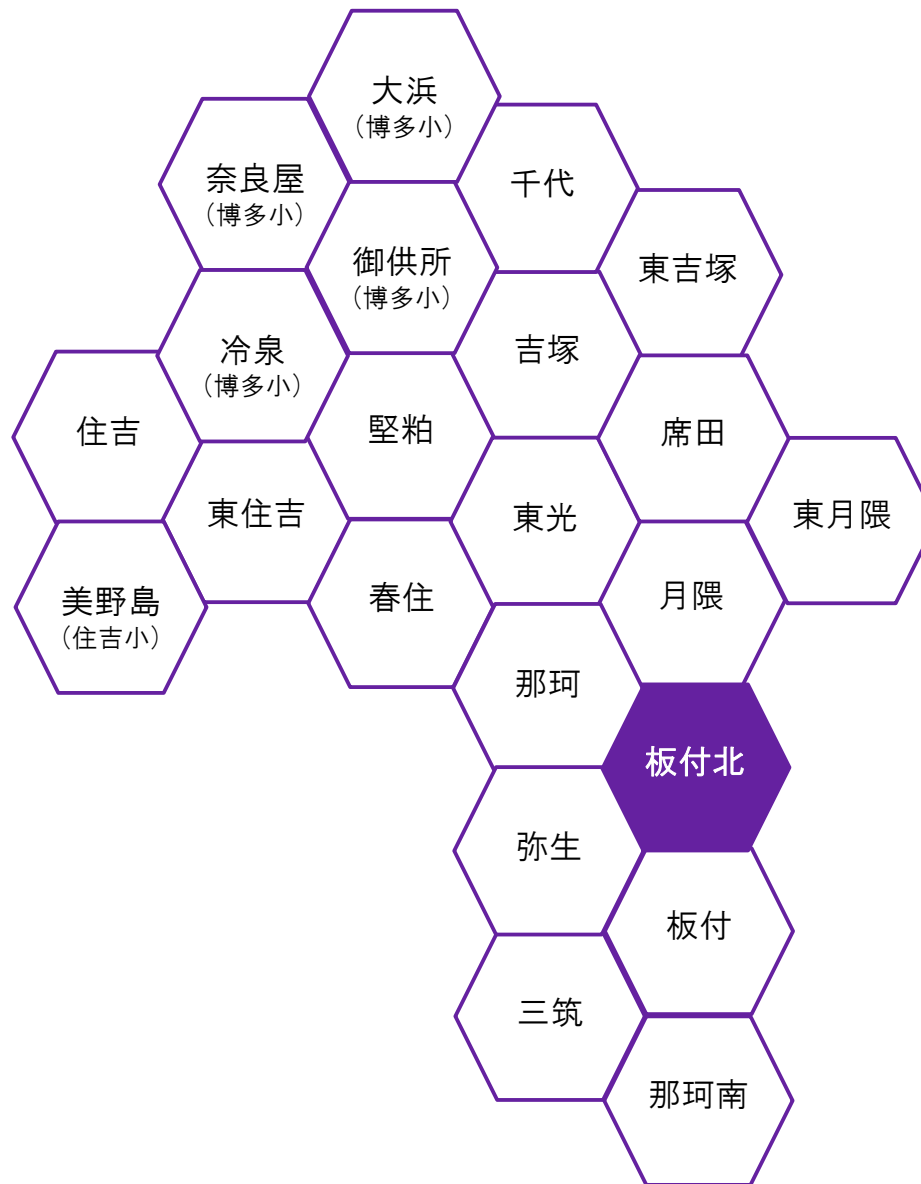 大浜
（博多小）
奈良屋
（博多小）
千代
御供所
（博多小）
東吉塚
冷泉
（博多小）
吉塚
住吉
堅粕
席田
東住吉
東光
東月隈
美野島
（住吉小）
春住
月隈
那珂
板付北
弥生
板付
三筑
那珂南